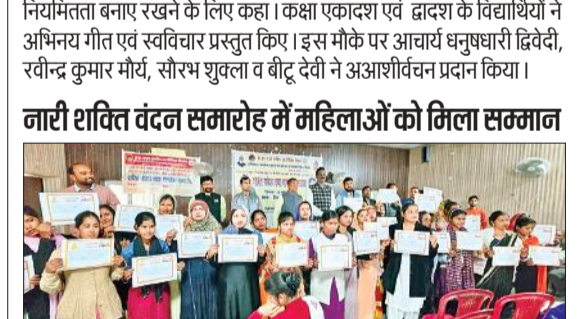 नियमितता बनाए रखने के लिए कहा। कक्षा एकादश एवं द्वादश के विद्यार्थियों ने
अभिनय गीत एवं स्वविचार प्रस्तुत किए। इस मौके पर आचार्य धनुषधारी द्विवेदी,
रवीन्द्र कुमार मौर्य, सौरभ शुक्ला व बीटू देवी ने अआशीर्वचन प्रदान किया।
नारी शक्ति वंदन समारोह में महिलाओं को मिला सम्मान